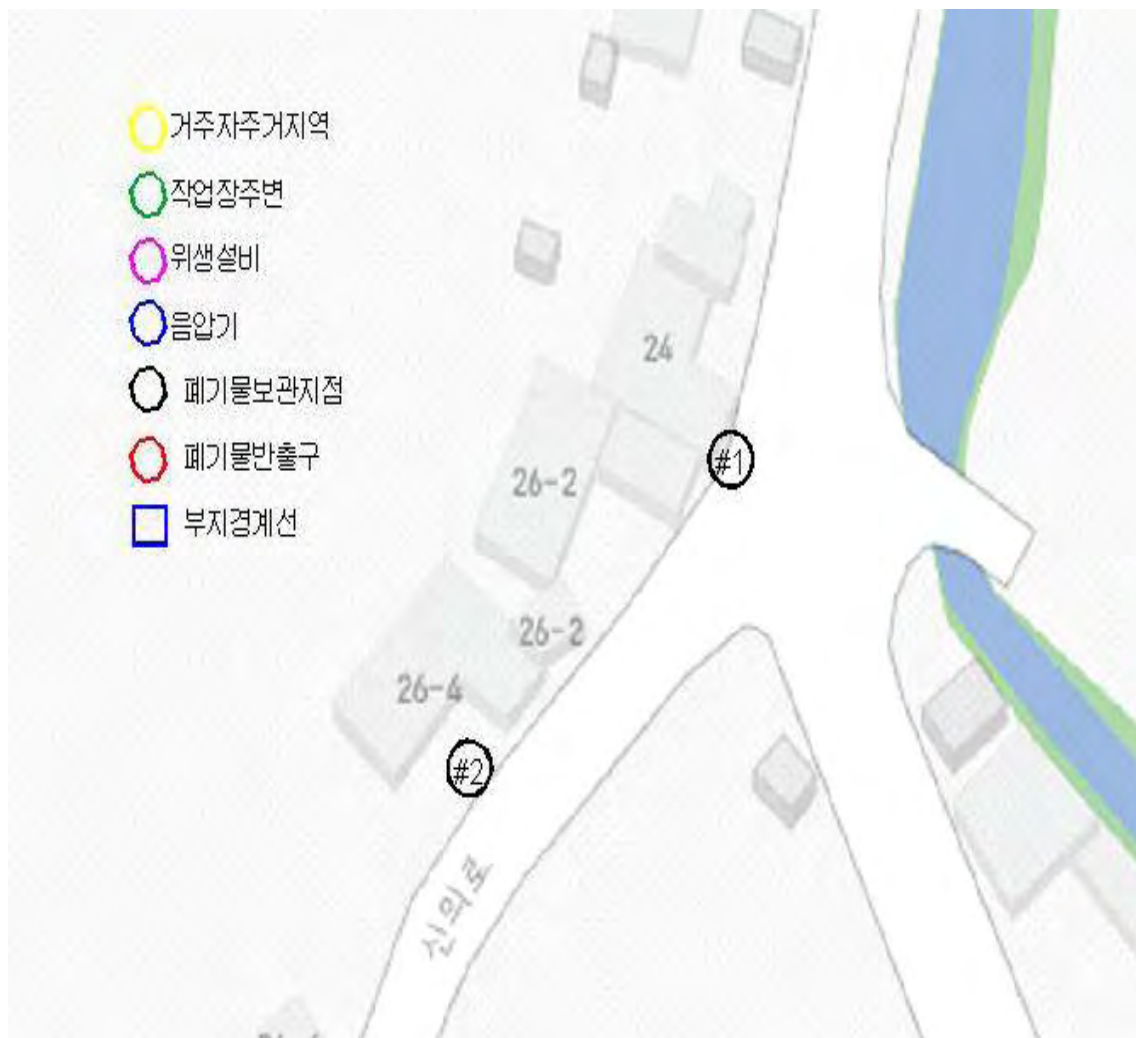 거주자주거지역
작업장주변
위생설비
음압기
폐기물보관지점
폐기물반출구
부지경계선
24
#1
26-2
26-2
26-4
#2
신의로